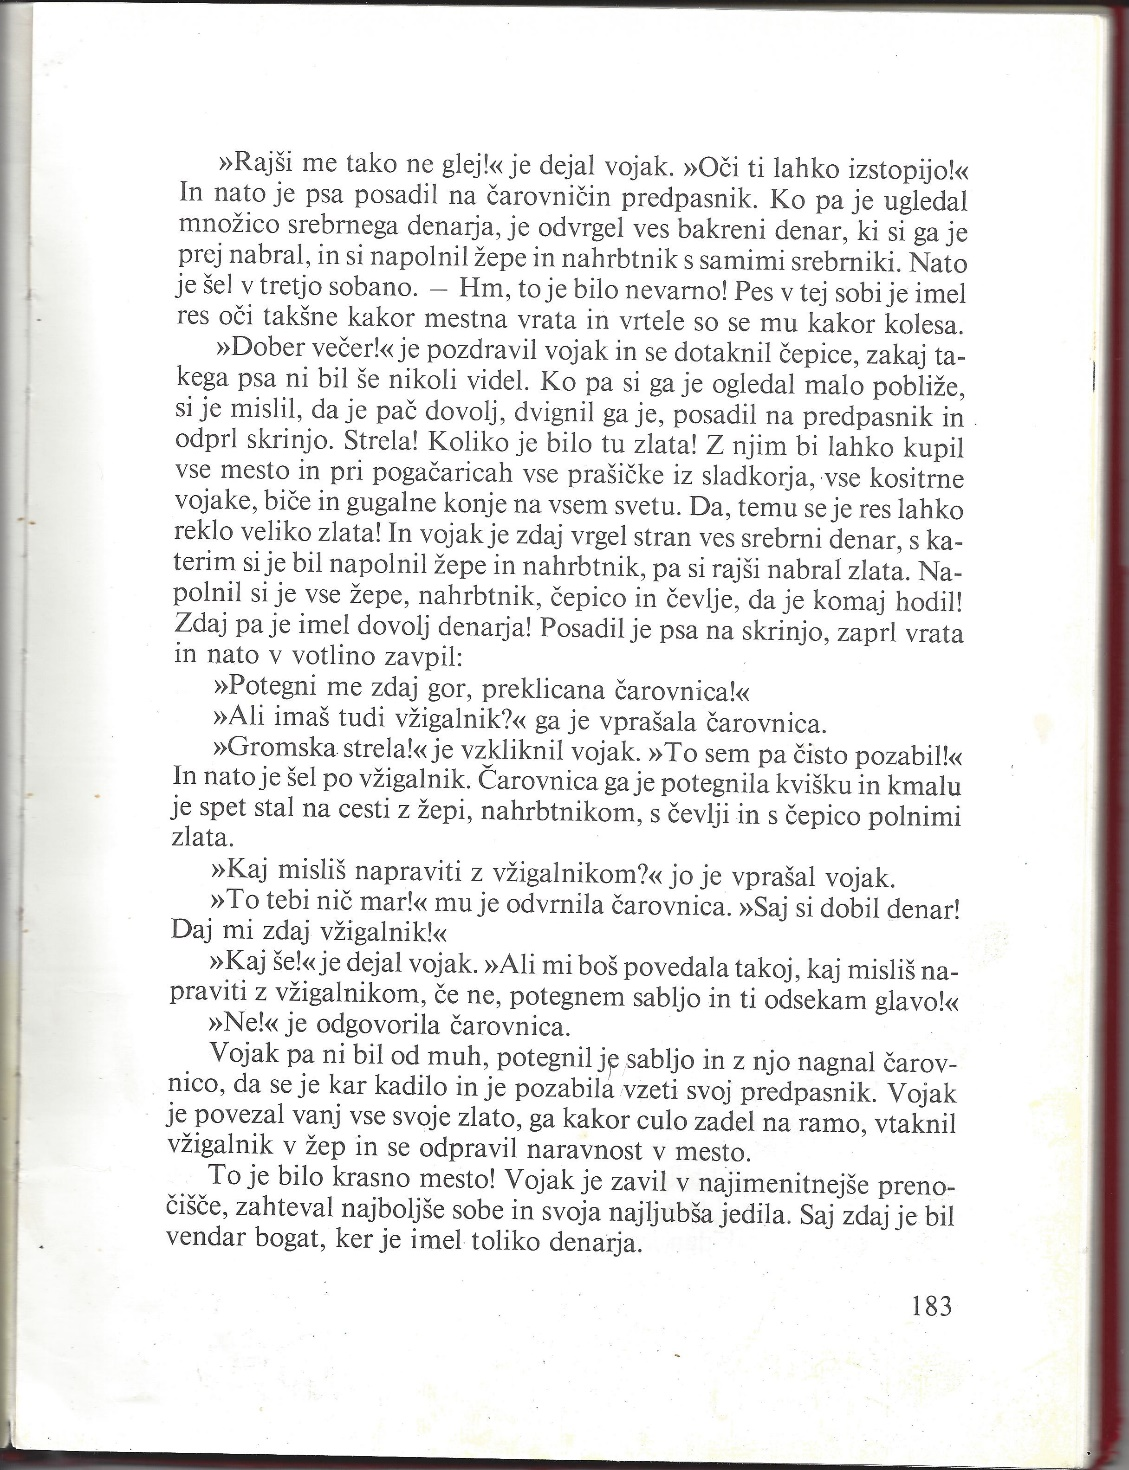 »Rajši me tako ne glej!« je dejal vojak. »Oči ti lahko izstopijo!«
In nato je psa posadil na čarovničin predpasnik. Ko pa je ugledal
množico srebrnega denarja, je odvrgel ves bakreni denar, ki si ga je
prej nabral, in si napolnil žepe in nahrbtnik s samimi srebrniki. Nato
je šel v tretjo sobano. — Hm, to je bilo nevarno! Pes v tej sobi je imel
res oči takšne kakor mestna vrata in vrtele so se mu kakor kolesa.
»Dober večer!« je pozdravil vojak in se dotaknil čepice, zakaj ta-
kega psa ni bil še nikoli videl. Ko pa si ga je ogledal malo pobliže,
si je mislil, da je pač dovolj, dvignil ga je, posadil na predpasnik in
odprl skrinjo. Strela! Koliko je bilo tu zlata! Z njim bi lahko kupil
vse mesto in pri pogačaricah vse prašičke iz sladkorja, vse kositrne
vojake, biče in gugalne konje na vsem svetu. Da, temu se je res lahko
reklo veliko zlata! In vojak je zdaj vrgel stran ves srebrni denar, s ka-
terim si je bil napolnil žepe in nahrbtnik, pa si rajši nabral zlata. Na-
polnil si je vse žepe, nahrbtnik, čepico in čevlje, da je komaj hodil!
Zdaj pa je imel dovolj denarja! Posadil je psa na skrinjo, zaprl vrata
in nato v votlino zavpil:
»Potegni me zdaj gor, preklicana čarovnica!«
»Ali imaš tudi vžigalnik?« ga je vprašala čarovnica.
»Gromska strela!« je vzkliknil vojak. »To sem pa čisto pozabil!«
In nato je šel po vžigalnik. Čarovnica ga je potegnila kvišku in kmalu
je spet stal na cesti z žepi, nahrbtnikom, s čevlji in s čepico polnimi
zlata.
»Kaj misliš napraviti z vžigalnikom?« jo je vprašal vojak.
»To tebi nič mar!« mu je odvrnila čarovnica. »Saj si dobil denar!
Daj mi zdaj vžigalnik!«
»Kaj še!« je dejal vojak. »Ali mi boš povedala takoj, kaj misliš na-
praviti z vžigalnikom, če ne, potegnem sabljo in ti odsekam glavo!«
»Ne!« je odgovorila čarovnica.
Vojak pa ni bil od muh, potegnil je sabljo in z njo nagnal čarov-
nico, da se je kar kadilo in je pozabila vzeti svoj predpasnik. Vojak
je povezal vanj vse svoje zlato, ga kakor culo zadel na ramo, vtaknil
vžigalnik v žep in se odpravil naravnost v mesto.
To je bilo krasno mesto! Vojak je zavil v najimenitnejše preno-
čišče, zahteval najboljše sobe in svoja najljubša jedila. Saj zdaj je bil
vendar bogat, ker je imel toliko denarja.
183